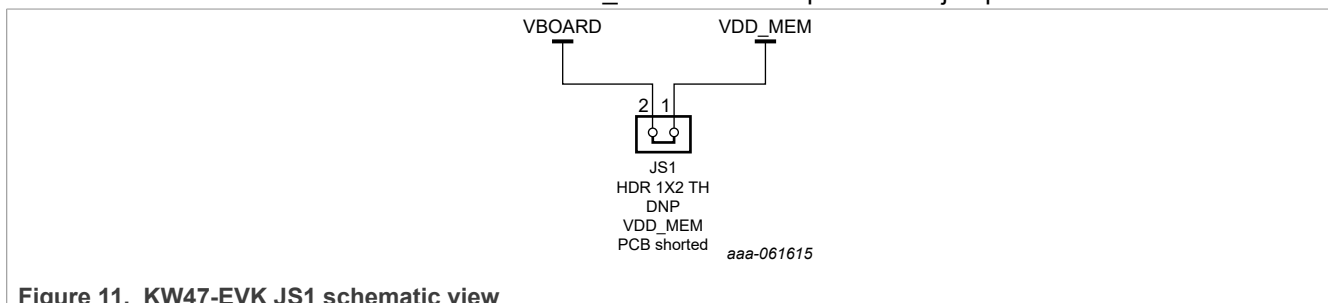 VBOARD VDD_MEM
2 1
JS1
HDR 1X2 TH
DNP
VDD_MEM
PCB shorted
aaa-061615
Figure 11. KW47-EVK JS1 schematic view